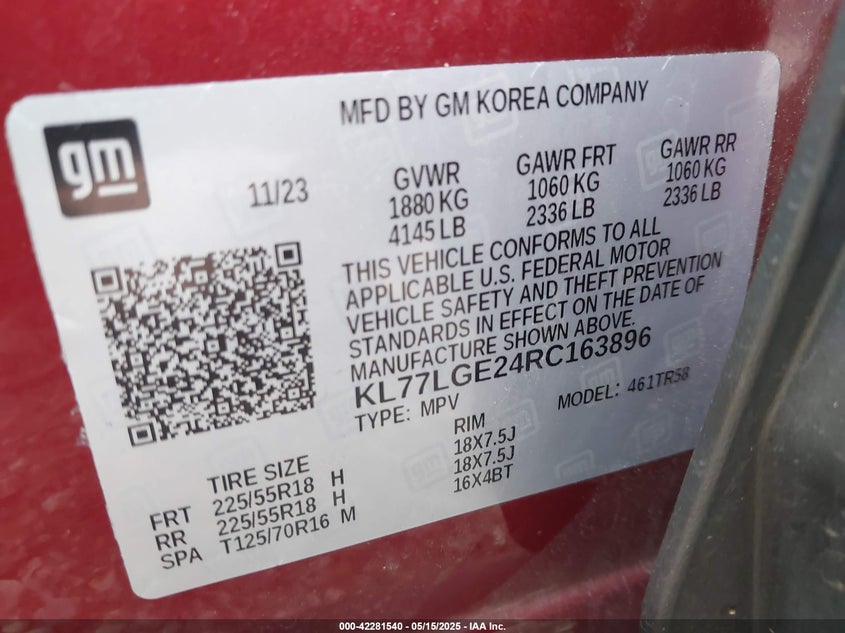 MFD BY GM KOREA COMPANY
gm
11/23
GVWR GAWR FRT GAWR RR
1880 KG 1060 KG 1060 KG
4145 LB 2336 LB 2336 LB
THIS VEHICLE CONFORMS TO ALL
APPLICABLE U.S. FEDERAL MOTOR
VEHICLE SAFETY AND THEFT PREVENTION
STANDARDS IN EFFECT ON THE DATE OF
MANUFACTURE SHOWN ABOVE.
KL77LGE24RC163896
TYPE: MPV MODEL: 461TR58
TIRE SIZE RIM
FRT 225/55R18 H 18X7.5J
RR 225/55R18 H 18X7.5J
SPA T125/70R16 M 16X4BT
000-42281540 - 05/15/2025 - IAA Inc.